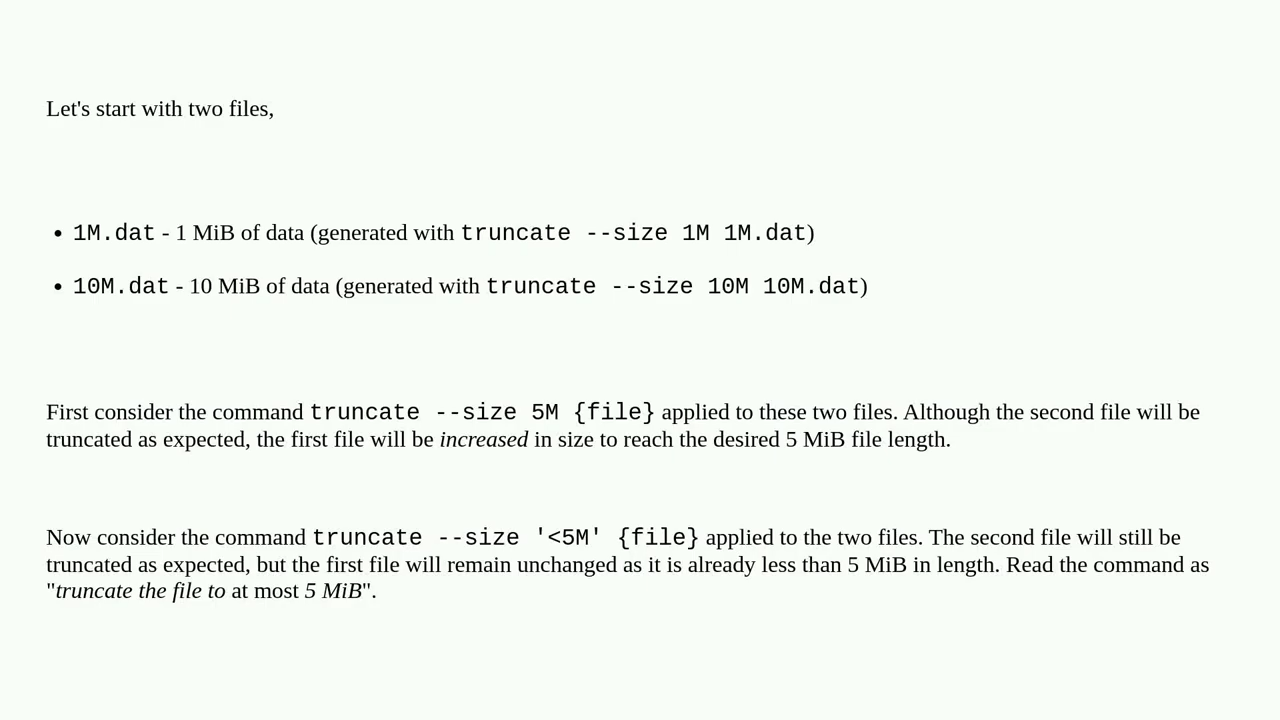 Let's start with two files,
• 1M.dat - 1 MiB of data (generated with truncate --size 1M 1M.dat)
• 10M.dat - 10 MiB of data (generated with truncate --size 10M 10M.dat)
First consider the command truncate --size 5M {file} applied to these two files. Although the second file will be
truncated as expected, the first file will be increased in size to reach the desired 5 MiB file length.
Now consider the command truncate --size '<5M' {file} applied to the two files. The second file will still be
truncated as expected, but the first file will remain unchanged as it is already less than 5 MiB in length. Read the command as
"truncate the file to at most 5 MiB".